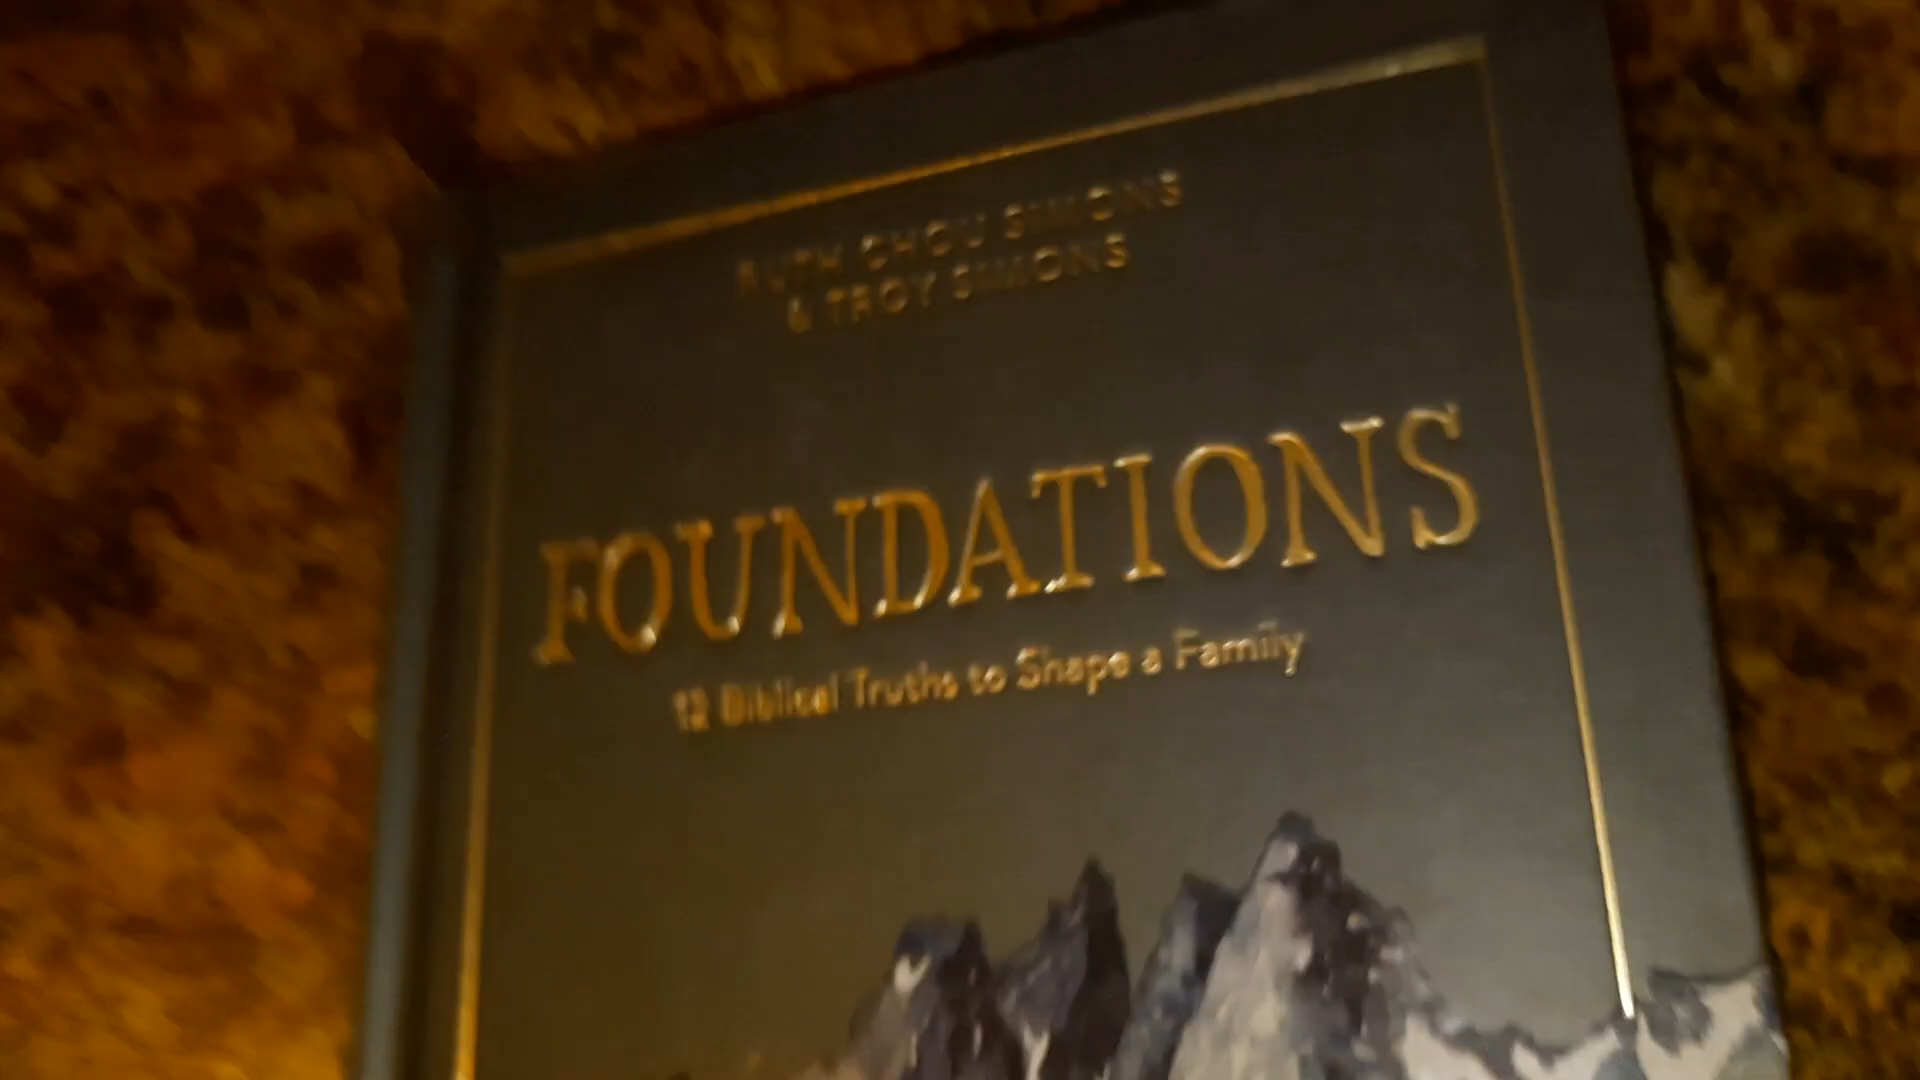 RUTH CHOU SIMONS
& TROY SIMONS
FOUNDATIONS
12 Biblical Truths to Shape a Family